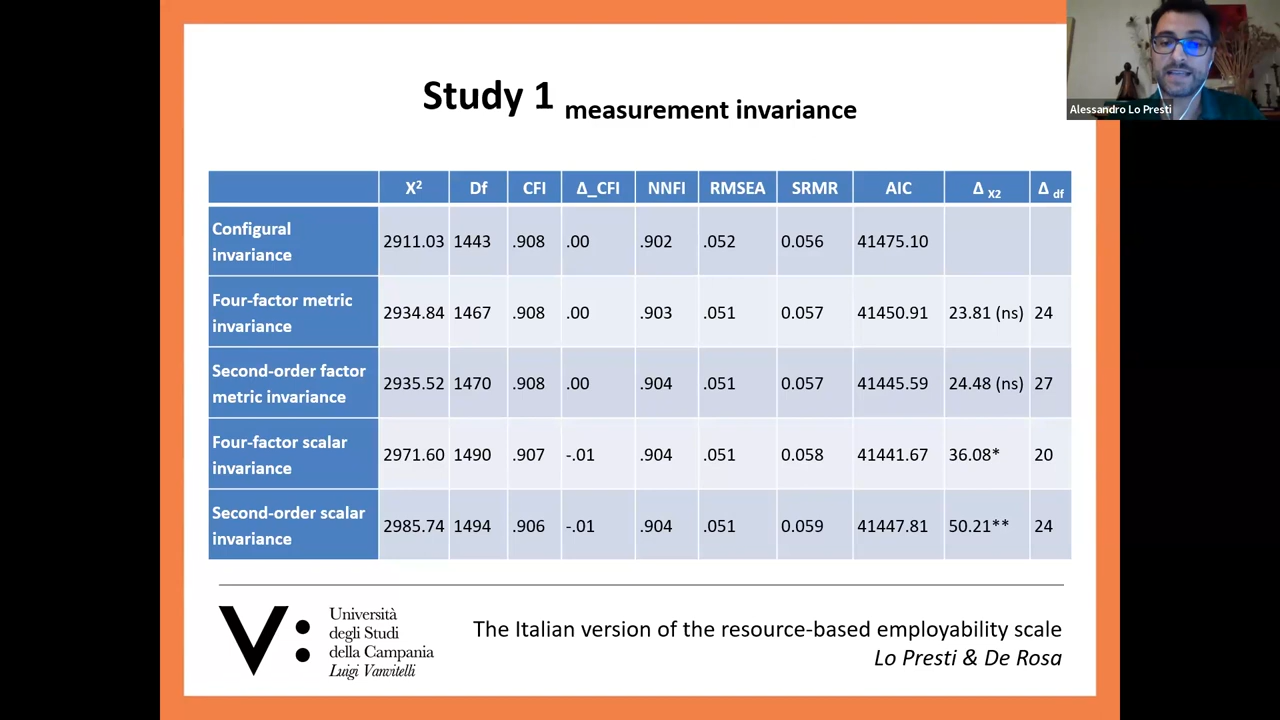 Alessandro Lo Presti
Study 1 measurement invariance
X2 Df CFI Δ_CFI NNFI RMSEA SRMR AIC Δ X2 Δ df
Configural
invariance
2911.03 1443 .908 .00 .902 .052 0.056 41475.10
Four-factor metric
invariance
2934.84 1467 .908 .00 .903 .051 0.057 41450.91 23.81 (ns) 24
Second-order factor
metric invariance
2935.52 1470 .908 .00 .904 .051 0.057 41445.59 24.48 (ns) 27
Four-factor scalar
invariance
2971.60 1490 .907 -.01 .904 .051 0.058 41441.67 36.08* 20
Second-order scalar
invariance
2985.74 1494 .906 -.01 .904 .051 0.059 41447.81 50.21** 24
V:
Università
degli Studi
della Campania
Luigi Vanvitelli
The Italian version of the resource-based employability scale
Lo Presti & De Rosa